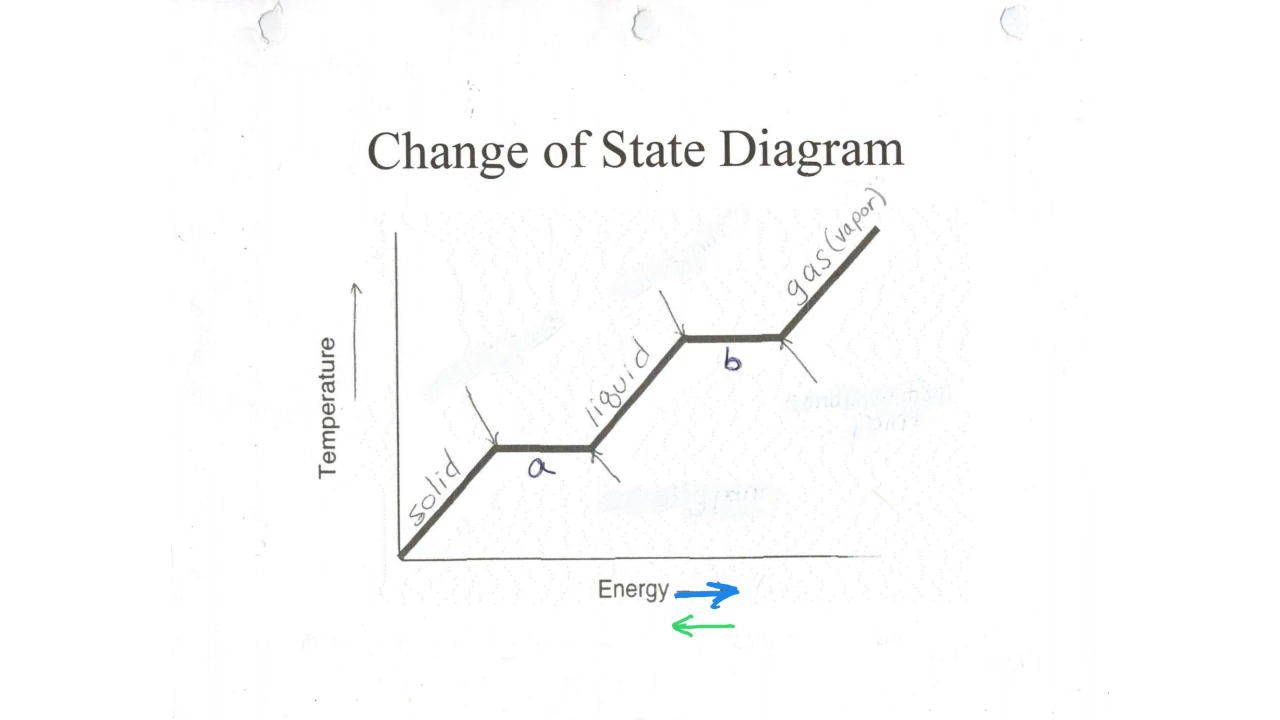 Change of State Diagram
gas (vapor)
Temperature
liquid
b
solid
a
Energy